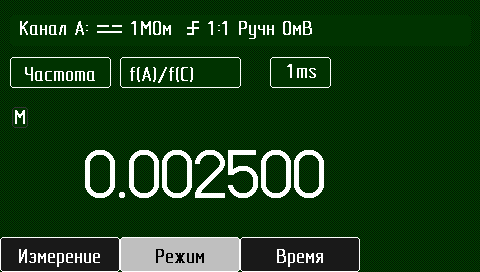 Канал А: 1МОм 1:1 Ручн 0мВ
Частота f(A)/f(C) 1ms
М
0.002500
Измерение Режим Время